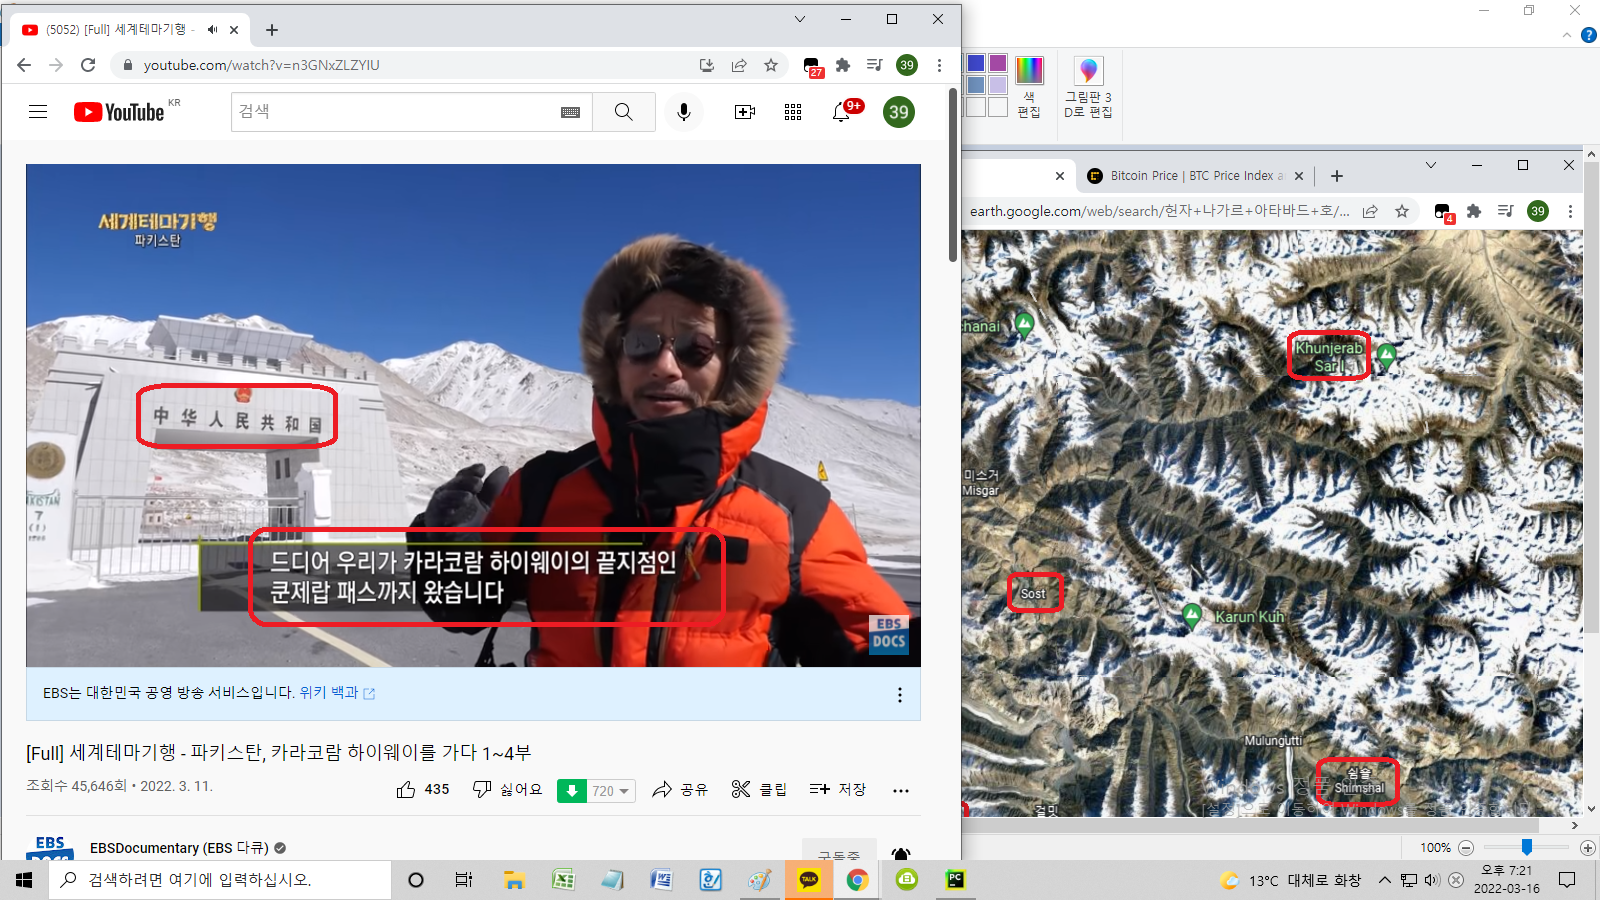 (5052) [Full] 세계테마기행 -
youtube.com/watch?v=n3GNxZLZYIU
27
39
YouTube KR
검색
9+
39
세계테마기행
파키스탄
中华人民共和国
7
드디어 우리가 카라코람 하이웨이의 끝지점인
쿤제랍 패스까지 왔습니다
EBS
DOCS
EBS는 대한민국 공영 방송 서비스입니다. 위키 백과
[Full] 세계테마기행 - 파키스탄, 카라코람 하이웨이를 가다 1~4부
조회수 45,646회 • 2022. 3. 11.
435
싫어요
720
공유
클립
저장
EBS
DOCS
EBSDocumentary (EBS 다큐)
구독중
색
편집
그림판 3
D로 편집
Bitcoin Price | BTC Price Index a
earth.google.com/web/search/헌자+나가르+아타바드+호/...
4
39
chanai
Khunjerab
Sar I
미소거
Misgar
Sost
Karun Kuh
Mulungutti
쉼숄
Shimshal
걸밋
100%
검색하려면 여기에 입력하십시오.
TALK
PC
13°C 대체로 화창
오후 7:21
2022-03-16